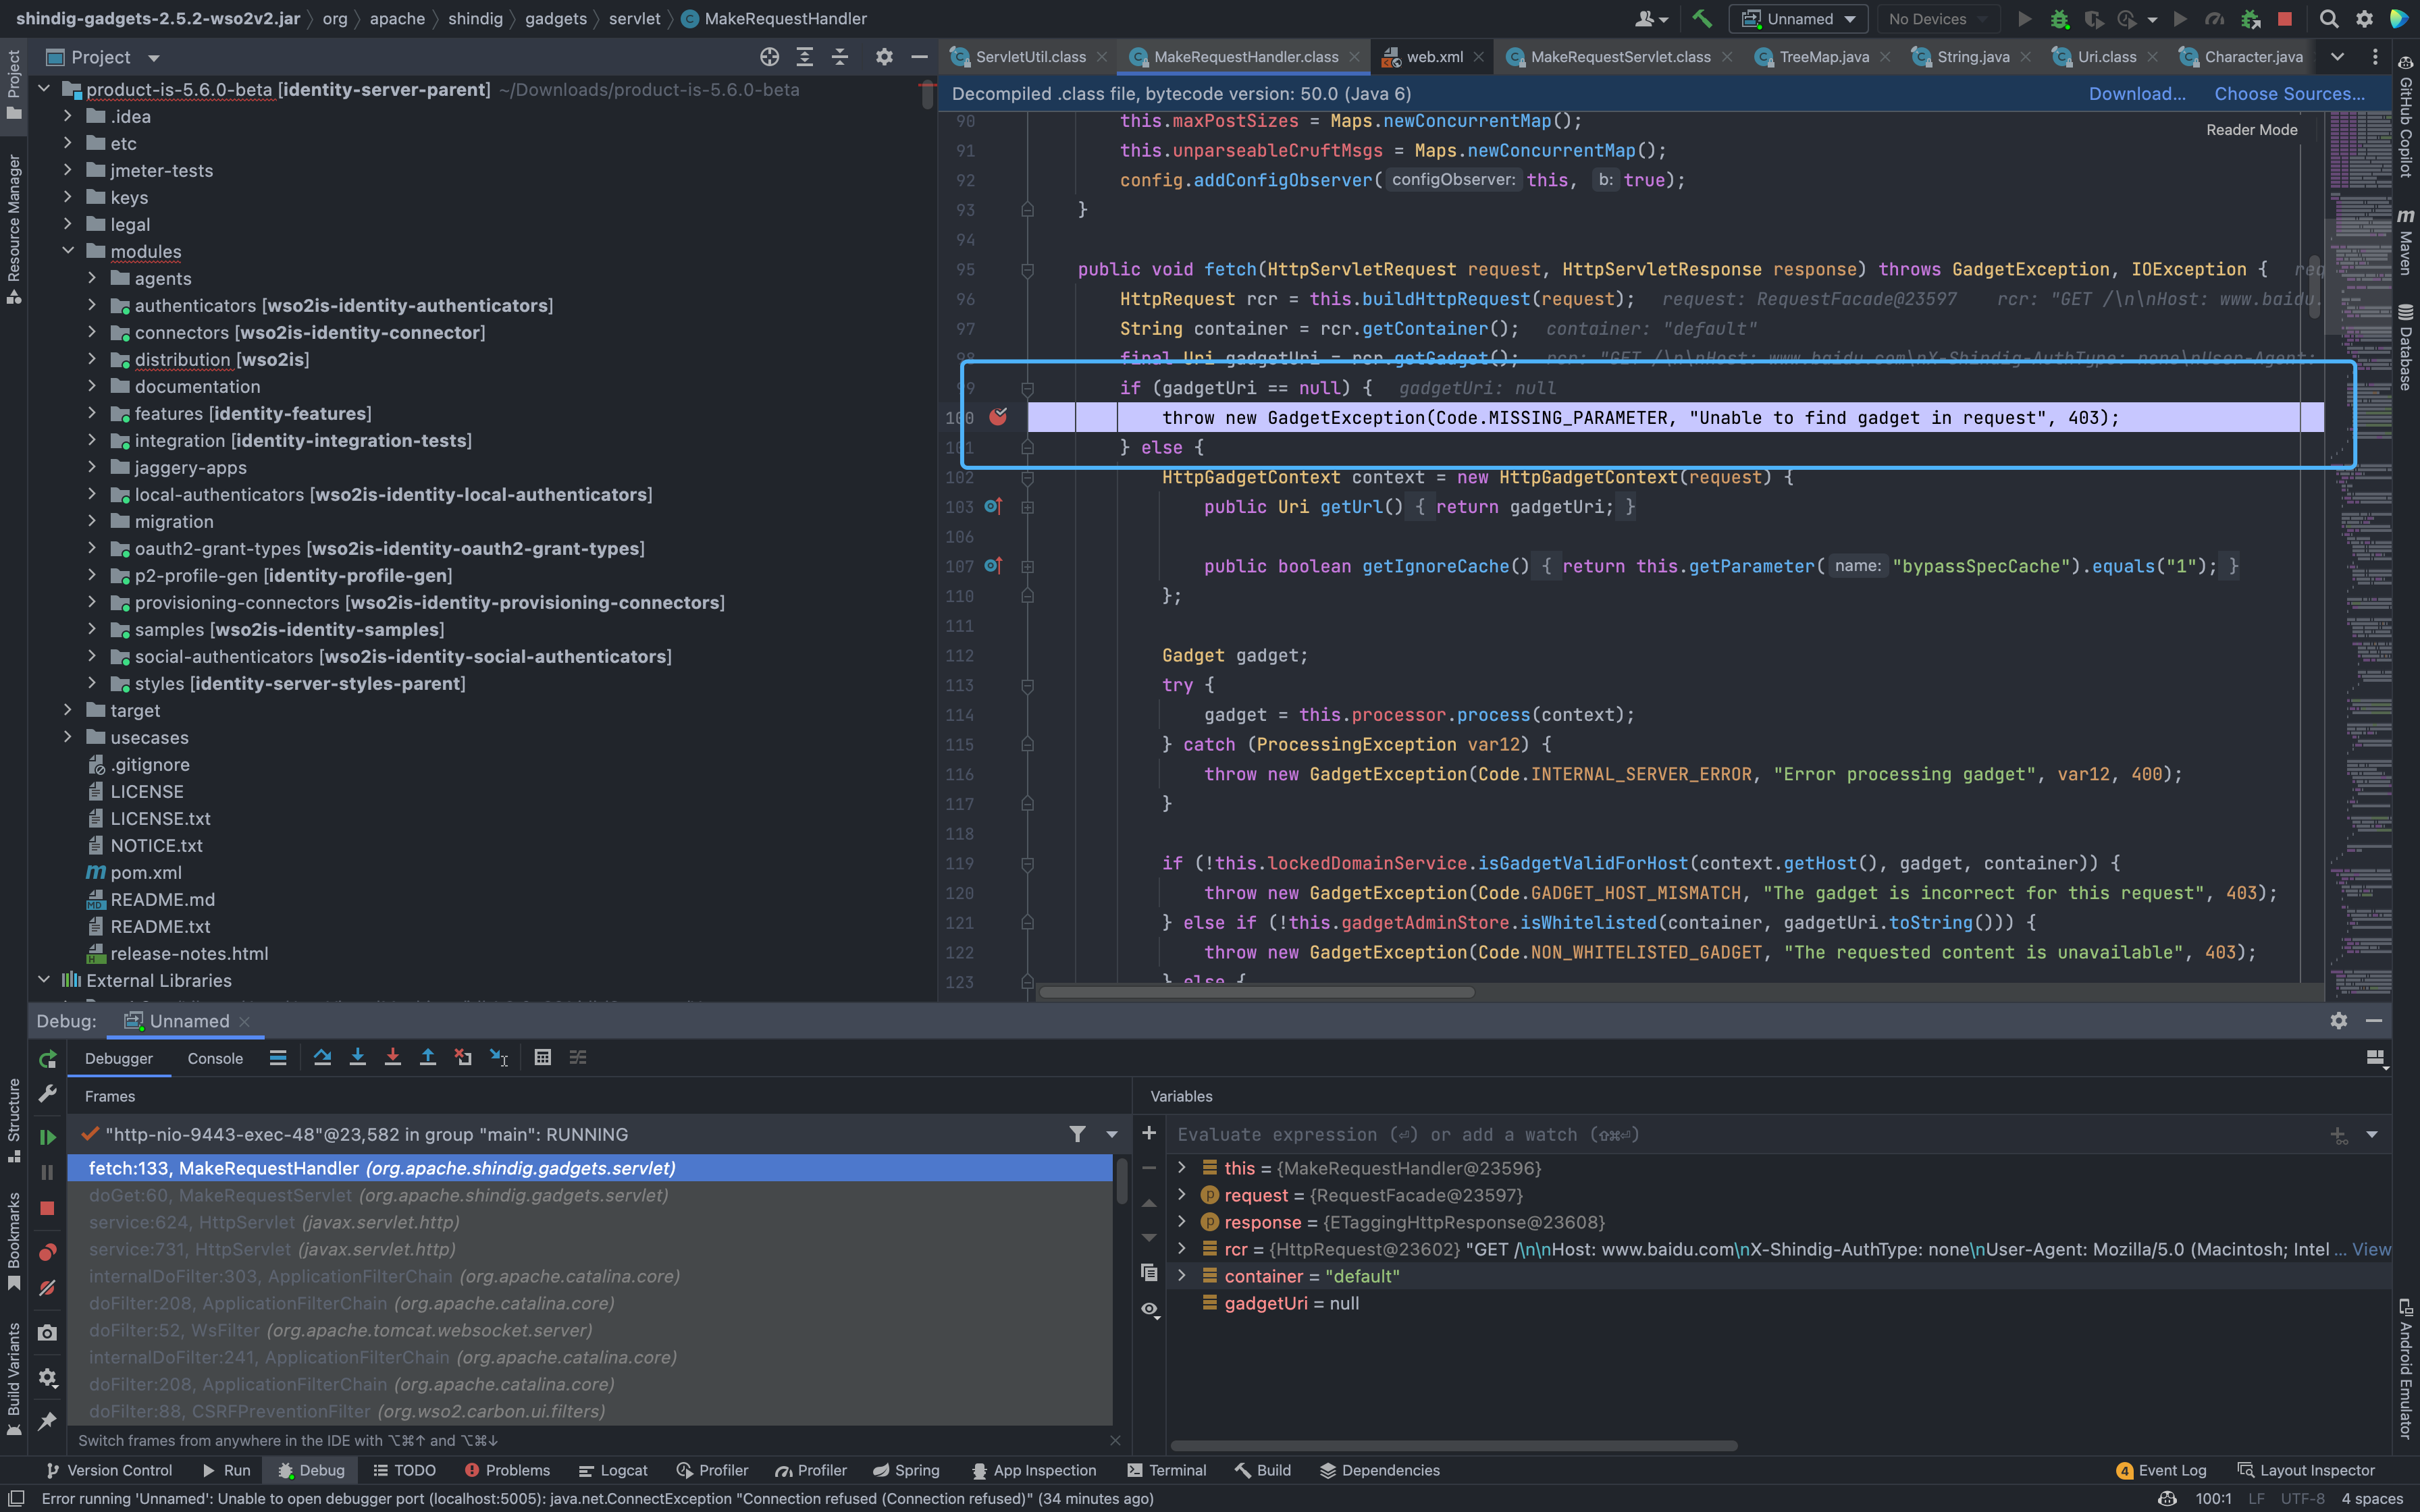 shindig-gadgets-2.5.2-wso2v2.jar org apache shindig gadgets servlet MakeRequestHandler
Unnamed No Devices
Project
ServletUtil.class MakeRequestHandler.class web.xml MakeRequestServlet.class TreeMap.java String.java Uri.class Character.java
Decompiled .class file, bytecode version: 50.0 (Java 6) Download... Choose Sources...
Reader Mode
product-is-5.6.0-beta [identity-server-parent] ~/Downloads/product-is-5.6.0-beta
.idea
etc
jmeter-tests
keys
legal
modules
agents
authenticators [wso2is-identity-authenticators]
connectors [wso2is-identity-connector]
distribution [wso2is]
documentation
features [identity-features]
integration [identity-integration-tests]
jaggery-apps
local-authenticators [wso2is-identity-local-authenticators]
migration
oauth2-grant-types [wso2is-identity-oauth2-grant-types]
p2-profile-gen [identity-profile-gen]
provisioning-connectors [wso2is-identity-provisioning-connectors]
samples [wso2is-identity-samples]
social-authenticators [wso2is-identity-social-authenticators]
styles [identity-server-styles-parent]
target
usecases
.gitignore
LICENSE
LICENSE.txt
NOTICE.txt
pom.xml
README.md
README.txt
release-notes.html
External Libraries
90 this.maxPostSizes = Maps.newConcurrentMap();
91 this.unparseableCruftMsgs = Maps.newConcurrentMap();
92 config.addConfigObserver( configObserver: this, b: true);
93 }
94
95 public void fetch(HttpServletRequest request, HttpServletResponse response) throws GadgetException, IOException { req
96 HttpRequest rcr = this.buildHttpRequest(request); request: RequestFacade@23597 rcr: "GET /\n\nHost: www.baidu.
97 String container = rcr.getContainer(); container: "default"
98 final Uri gadgetUri = rcr.getGadget(); rcr: "GET /\n\nHost: www.baidu.com\nX-Shindig-AuthType: none\nUser-Agent:
99 if (gadgetUri == null) { gadgetUri: null
100 throw new GadgetException(Code.MISSING_PARAMETER, "Unable to find gadget in request", 403);
101 } else {
102 HttpGadgetContext context = new HttpGadgetContext(request) {
103 public Uri getUrl() { return gadgetUri; }
106
107 public boolean getIgnoreCache() { return this.getParameter( name: "bypassSpecCache").equals("1"); }
110 };
111
112 Gadget gadget;
113 try {
114 gadget = this.processor.process(context);
115 } catch (ProcessingException var12) {
116 throw new GadgetException(Code.INTERNAL_SERVER_ERROR, "Error processing gadget", var12, 400);
117 }
118
119 if (!this.lockedDomainService.isGadgetValidForHost(context.getHost(), gadget, container)) {
120 throw new GadgetException(Code.GADGET_HOST_MISMATCH, "The gadget is incorrect for this request", 403);
121 } else if (!this.gadgetAdminStore.isWhitelisted(container, gadgetUri.toString())) {
122 throw new GadgetException(Code.NON_WHITELISTED_GADGET, "The requested content is unavailable", 403);
123 } else {
Project
Resource Manager
Structure
Bookmarks
Build Variants
GitHub Copilot
m Maven
Database
Android Emulator
Debug: Unnamed
Debugger Console
Frames
"http-nio-9443-exec-48"@23,582 in group "main": RUNNING
fetch:133, MakeRequestHandler (org.apache.shindig.gadgets.servlet)
doGet:60, MakeRequestServlet (org.apache.shindig.gadgets.servlet)
service:624, HttpServlet (javax.servlet.http)
service:731, HttpServlet (javax.servlet.http)
internalDoFilter:303, ApplicationFilterChain (org.apache.catalina.core)
doFilter:208, ApplicationFilterChain (org.apache.catalina.core)
doFilter:52, WsFilter (org.apache.tomcat.websocket.server)
internalDoFilter:241, ApplicationFilterChain (org.apache.catalina.core)
doFilter:208, ApplicationFilterChain (org.apache.catalina.core)
doFilter:88, CSRFPreventionFilter (org.wso2.carbon.ui.filters)
Switch frames from anywhere in the IDE with ⌥⌘↑ and ⌥⌘↓
Variables
Evaluate expression (⏎) or add a watch (⇧⌘⏎)
this = {MakeRequestHandler@23596}
request = {RequestFacade@23597}
response = {ETaggingHttpResponse@23608}
rcr = {HttpRequest@23602} "GET /\n\nHost: www.baidu.com\nX-Shindig-AuthType: none\nUser-Agent: Mozilla/5.0 (Macintosh; Intel ... View
container = "default"
gadgetUri = null
Version Control Run Debug TODO Problems Logcat Profiler Profiler Spring App Inspection Terminal Build Dependencies 4 Event Log Layout Inspector
Error running 'Unnamed': Unable to open debugger port (localhost:5005): java.net.ConnectException "Connection refused (Connection refused)" (34 minutes ago) 100:1 LF UTF-8 4 spaces